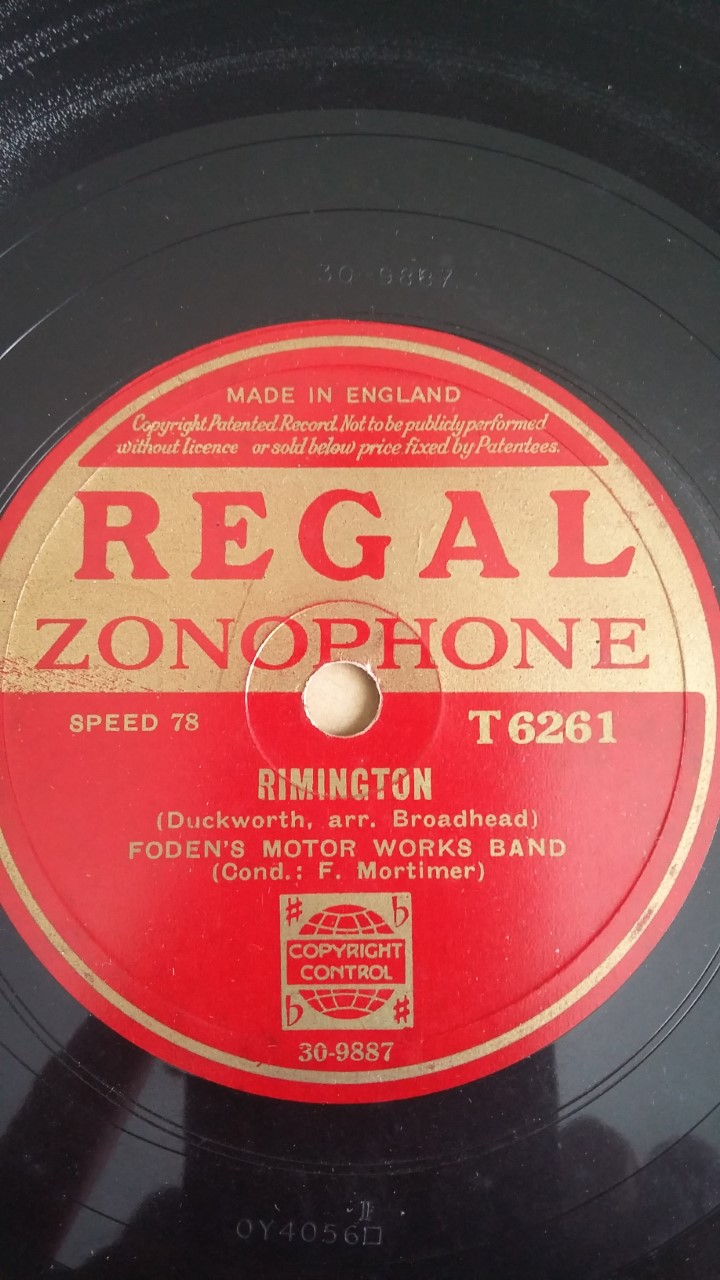 30-9887
MADE IN ENGLAND
Copyright Patented Record. Not to be publicly performed
without licence or sold below price fixed by Patentees.
REGAL
ZONOPHONE
SPEED 78
T 6261
RIMINGTON
(Duckworth, arr. Broadhead)
FODEN'S MOTOR WORKS BAND
(Cond.: F. Mortimer)
♯ ♭
COPYRIGHT
CONTROL
♭ ♯
30-9887
II
OY4056□